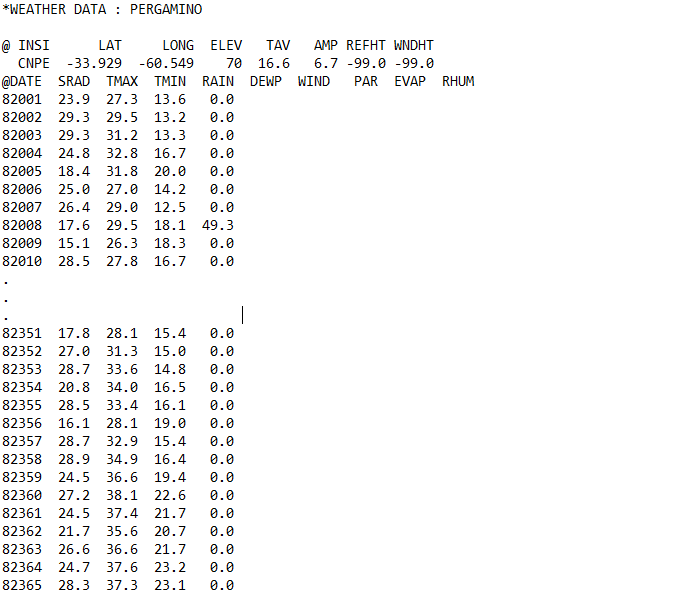 *WEATHER DATA : PERGAMINO
@ INSI      LAT     LONG  ELEV   TAV   AMP REFHT WNDHT
  CNPE  -33.929  -60.549    70  16.6   6.7 -99.0 -99.0
@DATE  SRAD  TMAX  TMIN  RAIN  DEWP  WIND   PAR  EVAP  RHUM
82001  23.9  27.3  13.6   0.0
82002  29.3  29.5  13.2   0.0
82003  29.3  31.2  13.3   0.0
82004  24.8  32.8  16.7   0.0
82005  18.4  31.8  20.0   0.0
82006  25.0  27.0  14.2   0.0
82007  26.4  29.0  12.5   0.0
82008  17.6  29.5  18.1  49.3
82009  15.1  26.3  18.3   0.0
82010  28.5  27.8  16.7   0.0
.
.
.
82351  17.8  28.1  15.4   0.0
82352  27.0  31.3  15.0   0.0
82353  28.7  33.6  14.8   0.0
82354  20.8  34.0  16.5   0.0
82355  28.5  33.4  16.1   0.0
82356  16.1  28.1  19.0   0.0
82357  28.7  32.9  15.4   0.0
82358  28.9  34.9  16.4   0.0
82359  24.5  36.6  19.4   0.0
82360  27.2  38.1  22.6   0.0
82361  24.5  37.4  21.7   0.0
82362  21.7  35.6  20.7   0.0
82363  26.6  36.6  21.7   0.0
82364  24.7  37.6  23.2   0.0
82365  28.3  37.3  23.1   0.0